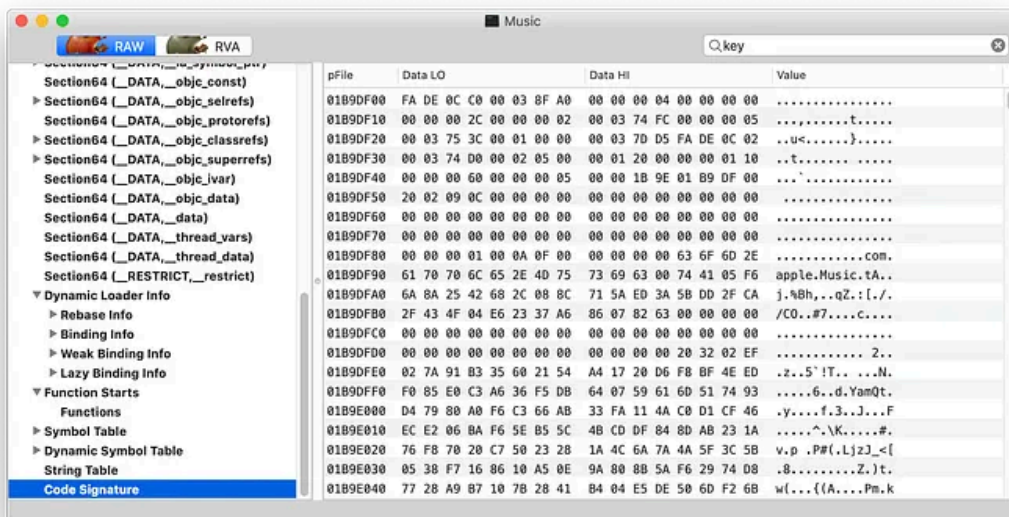 Music
RAW RVA key
pFile Data LO Data HI Value
Section64 (__DATA,__objc_const)
Section64 (__DATA,__objc_selrefs)
Section64 (__DATA,__objc_protorefs)
Section64 (__DATA,__objc_classrefs)
Section64 (__DATA,__objc_superrefs)
Section64 (__DATA,__objc_ivar)
Section64 (__DATA,__objc_data)
Section64 (__DATA,__data)
Section64 (__DATA,__thread_vars)
Section64 (__DATA,__thread_data)
Section64 (__RESTRICT,__restrict)
Dynamic Loader Info
Rebase Info
Binding Info
Weak Binding Info
Lazy Binding Info
Function Starts
Functions
Symbol Table
Dynamic Symbol Table
String Table
Code Signature
01B9DF00 FA DE 0C C0 00 03 8F A0 00 00 00 04 00 00 00 00 ................
01B9DF10 00 00 00 2C 00 00 00 02 00 03 74 FC 00 00 00 05 ...,......t.....
01B9DF20 00 03 75 3C 00 01 00 00 00 03 7D D5 FA DE 0C 02 ..u<......}.....
01B9DF30 00 03 74 D0 00 02 05 00 00 01 20 00 00 00 01 10 ..t....... .....
01B9DF40 00 00 00 60 00 00 00 05 00 00 1B 9E 01 B9 DF 00 ...`............
01B9DF50 20 02 09 0C 00 00 00 00 00 00 00 00 00 00 00 00 ...............
01B9DF60 00 00 00 00 00 00 00 00 00 00 00 00 00 00 00 00 ................
01B9DF70 00 00 00 00 00 00 00 00 00 00 00 00 00 00 00 00 ................
01B9DF80 00 00 00 01 00 0A 0F 00 00 00 00 00 63 6F 6D 2E ............com.
01B9DF90 61 70 70 6C 65 2E 4D 75 73 69 63 00 74 41 05 F6 apple.Music.tA..
01B9DFA0 6A 8A 25 42 68 2C 08 8C 71 5A ED 3A 5B DD 2F CA j.%Bh,..qZ.:[./.
01B9DFB0 2F 43 4F 04 E6 23 37 A6 86 07 82 63 00 00 00 00 /CO..#7....c....
01B9DFC0 00 00 00 00 00 00 00 00 00 00 00 00 00 00 00 00 ................
01B9DFD0 00 00 00 00 00 00 00 00 00 00 00 00 20 32 02 EF ............ 2..
01B9DFE0 02 7A 91 B3 35 60 21 54 A4 17 20 D6 F8 BF 4E ED .z..5`!T.. ...N.
01B9DFF0 F0 85 E0 C3 A6 36 F5 DB 64 07 59 61 6D 51 74 93 .....6..d.YamQt.
01B9E000 D4 79 80 A0 F6 C3 66 AB 33 FA 11 4A C0 D1 CF 46 .y....f.3..J...F
01B9E010 EC E2 06 BA F6 5E B5 5C 4B CD DF 84 8D AB 23 1A .....^.\K.....#.
01B9E020 76 F8 70 20 C7 50 23 28 1A 4C 6A 7A 4A 5F 3C 5B v.p .P#(.LjzJ_<[
01B9E030 05 38 F7 16 86 10 A5 0E 9A 80 8B 5A F6 29 74 D8 .8.........Z.)t.
01B9E040 77 28 A9 B7 10 7B 28 41 B4 04 E5 DE 50 6D F2 6B w(...{(A....Pm.k